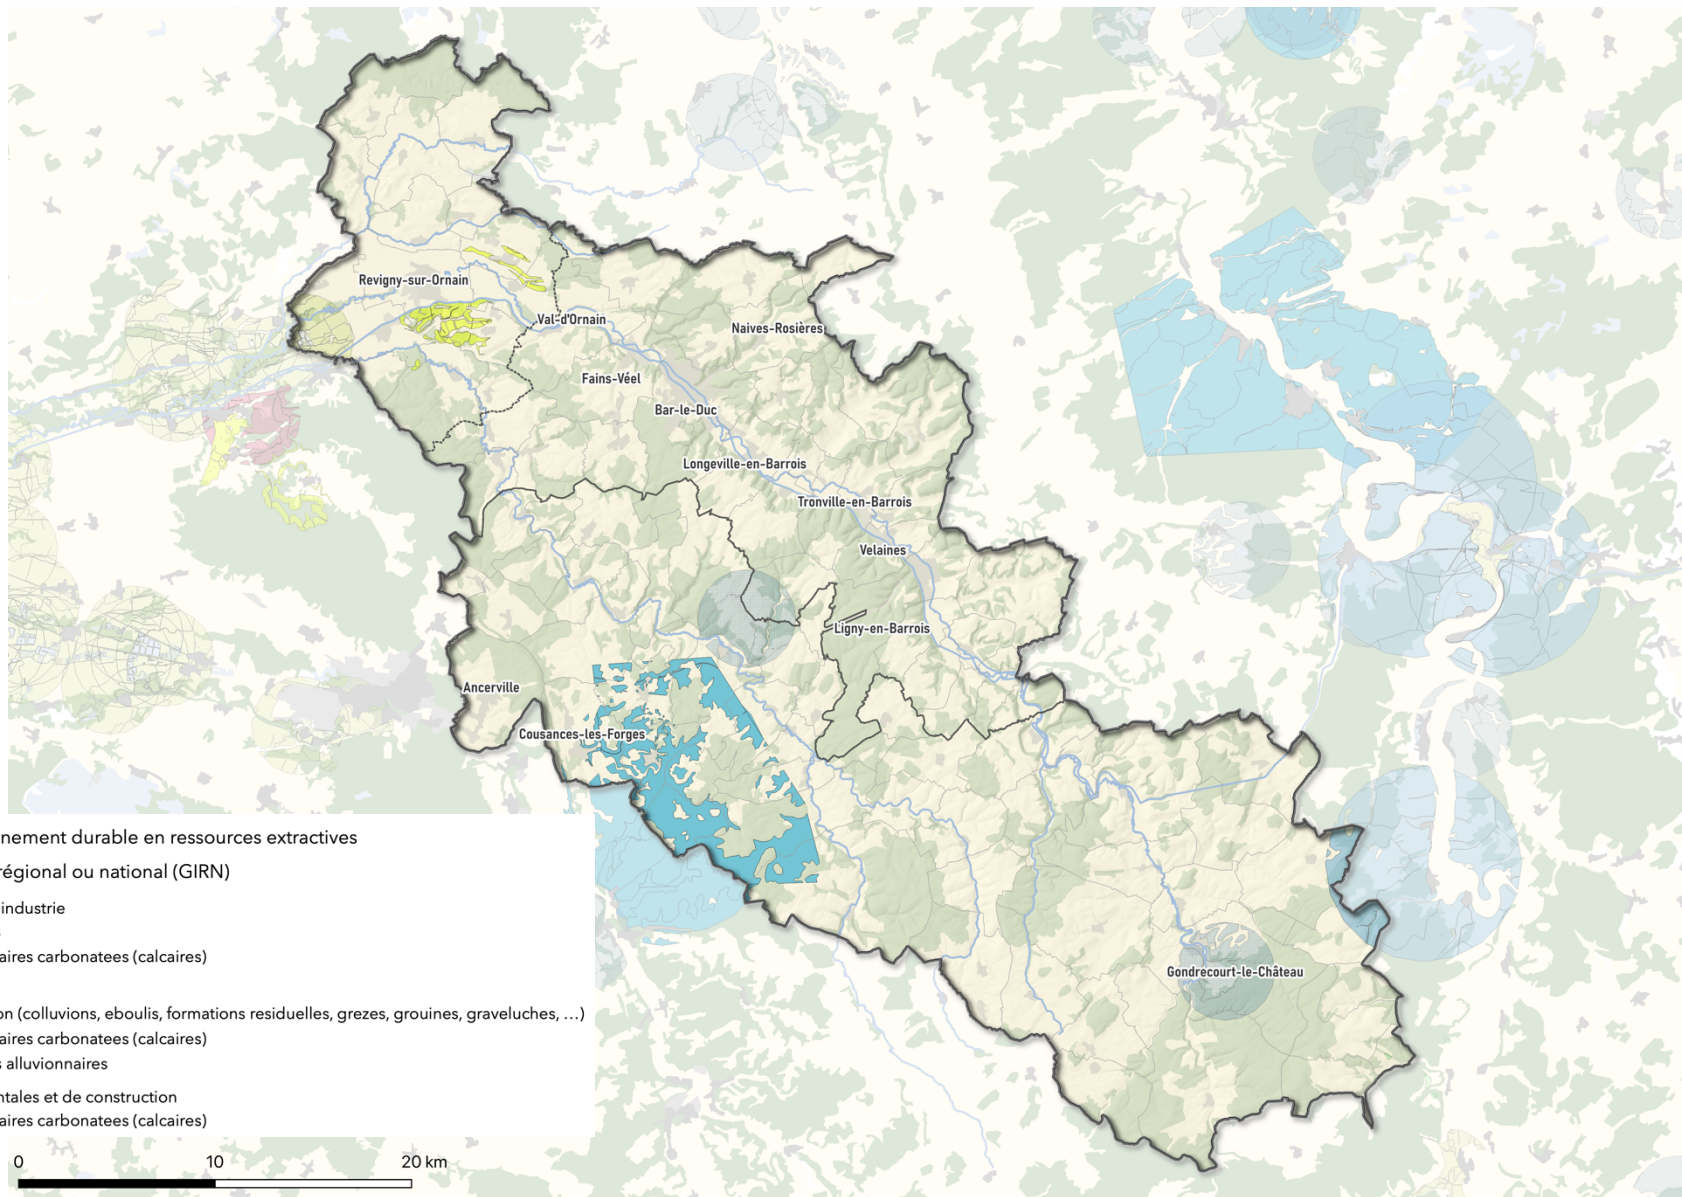 Revigny-sur-Ornain
Val-d'Ornain
Naives-Rosières
Fains-Véel
Bar-le-Duc
Longeville-en-Barrois
Tronville-en-Barrois
Velaines
Ligny-en-Barrois
Ancerville
Cousances-les-Forges
Gondrecourt-le-Château
nement durable en ressources extractives
régional ou national (GIRN)
industrie
aires carbonatees (calcaires)
on (colluvions, eboulis, formations residuelles, grezes, grouines, graveluches, ...)
aires carbonatees (calcaires)
s alluvionnaires
ntales et de construction
aires carbonatees (calcaires)
0 10 20 km